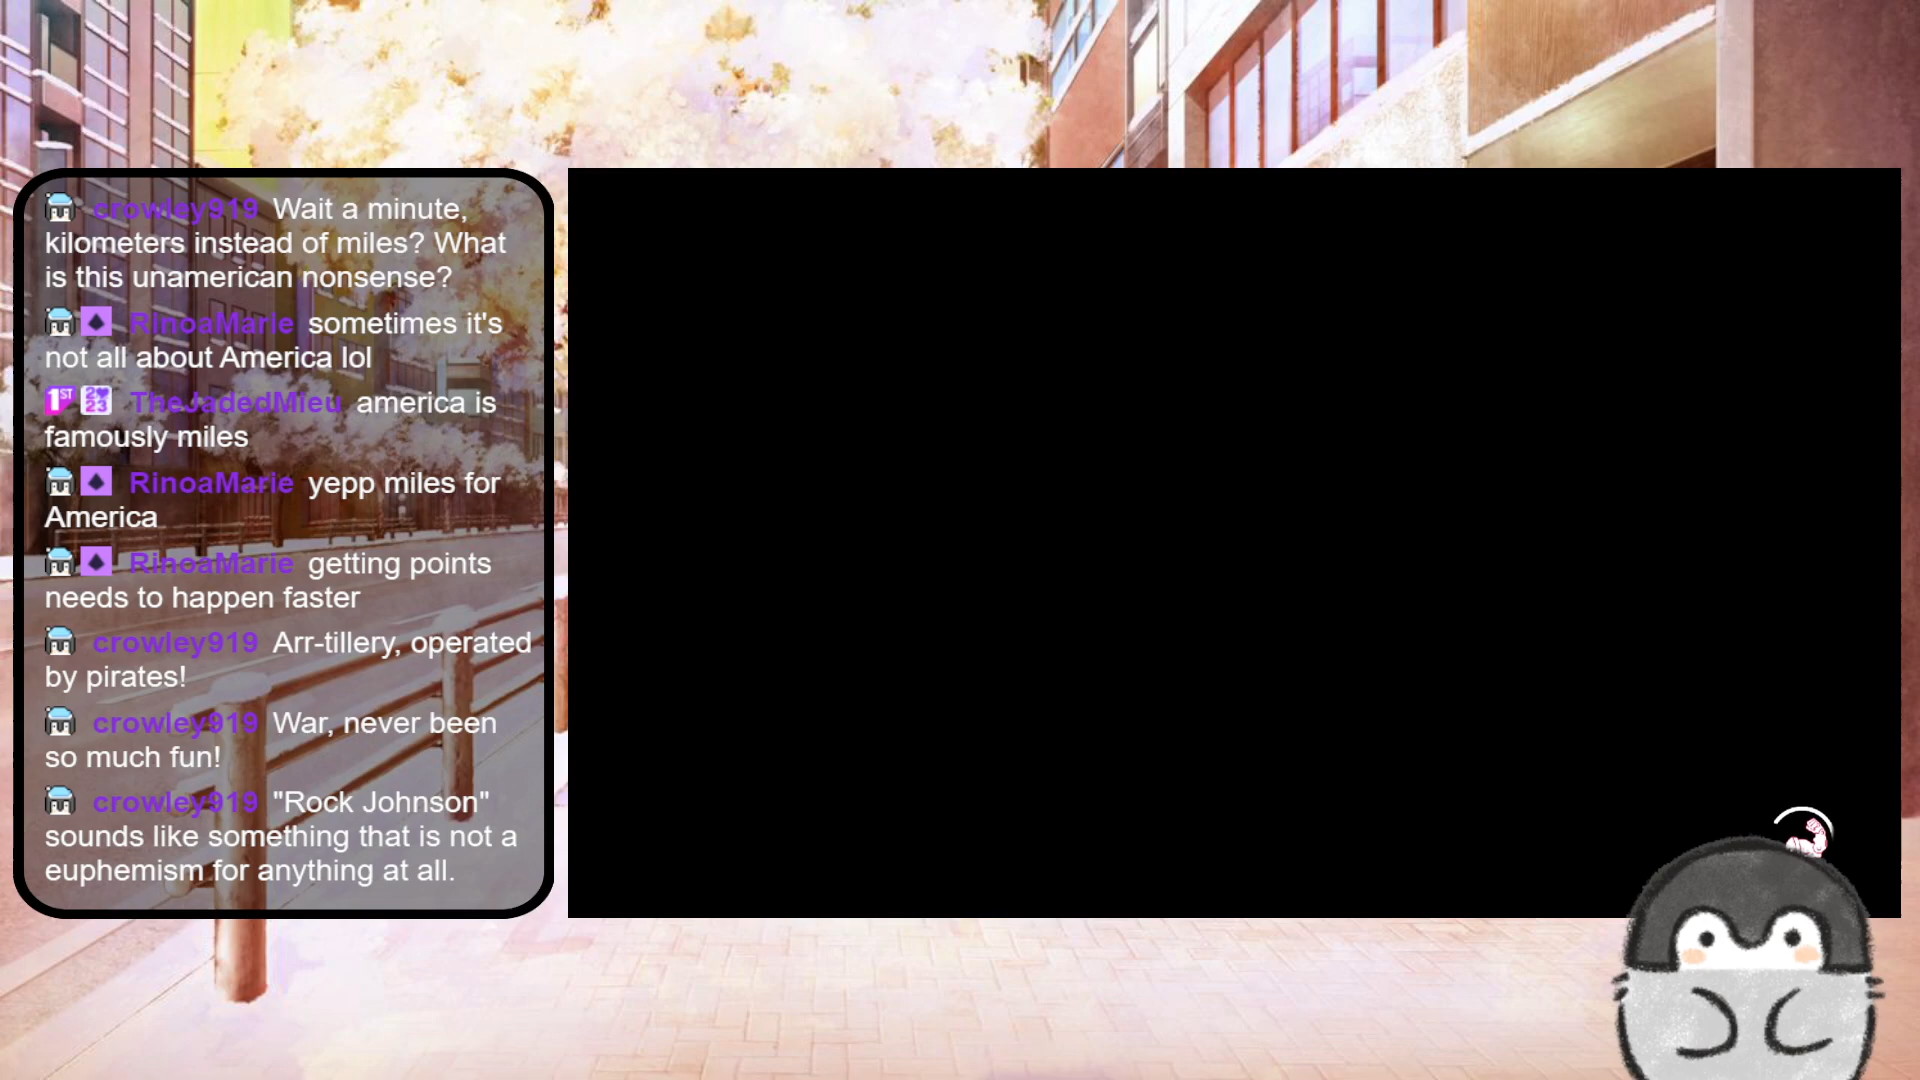 crowley919 Wait a minute,
kilometers instead of miles? What
is this unamerican nonsense?
RinoaMarie sometimes it's
not all about America lol
1ST 2 23 TheJadedMieu america is
famously miles
RinoaMarie yepp miles for
America
RinoaMarie getting points
needs to happen faster
crowley919 Arr-tillery, operated
by pirates!
crowley919 War, never been
so much fun!
crowley919 "Rock Johnson"
sounds like something that is not a
euphemism for anything at all.